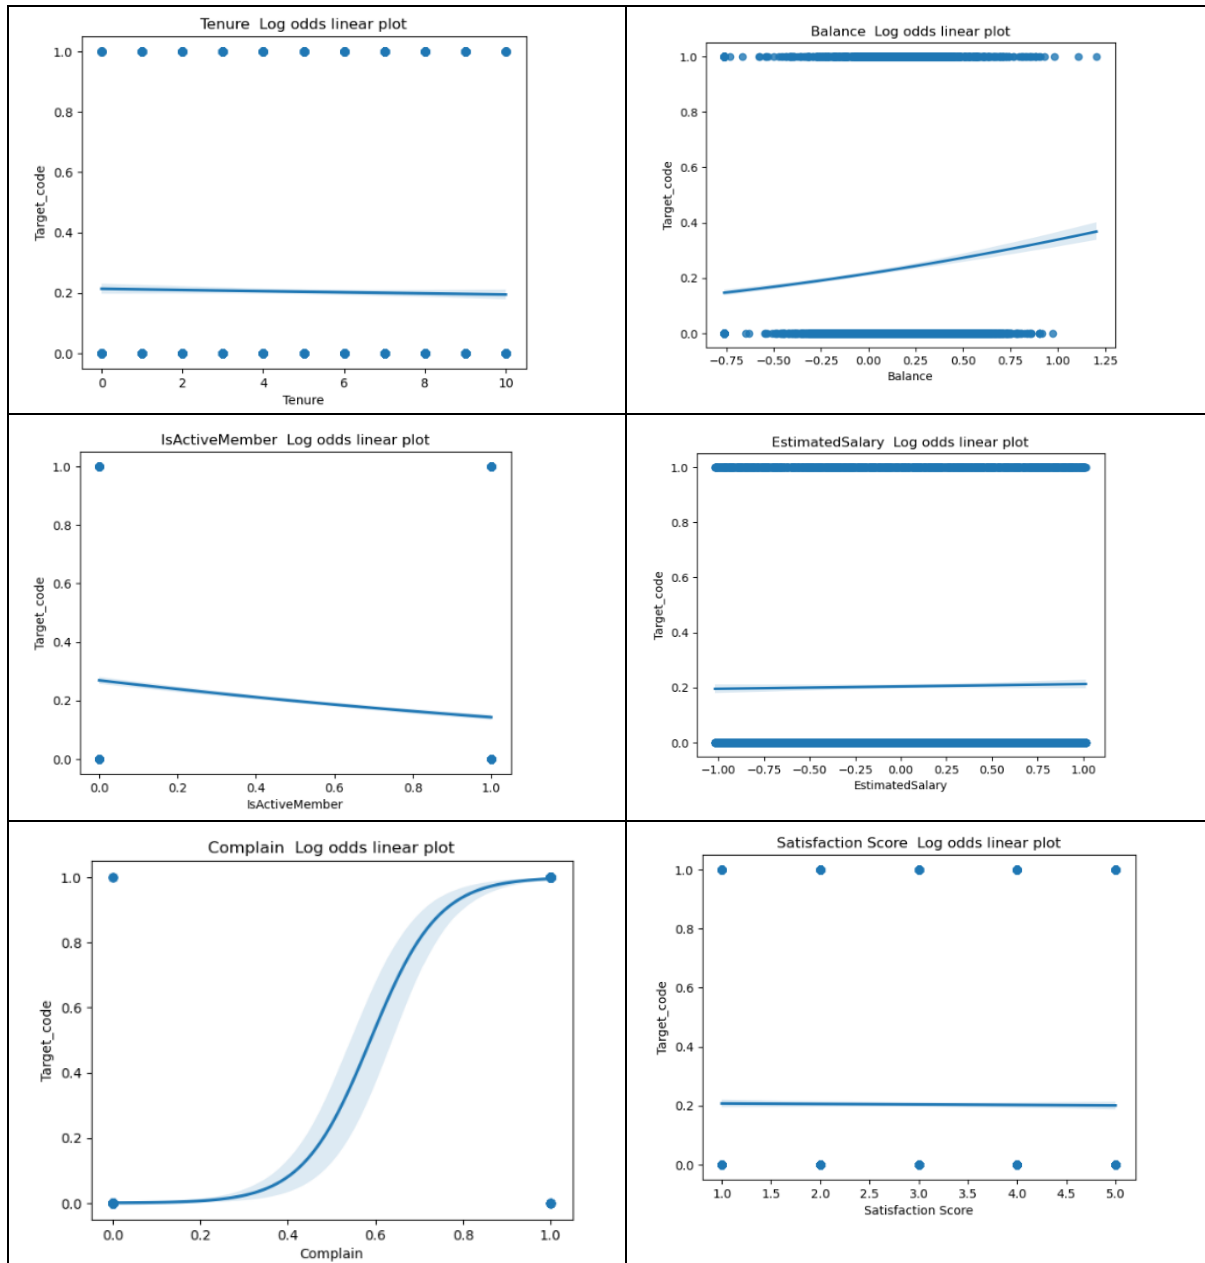 Tenure  Log odds linear plot
1.0
0.8
0.6
0.4
0.2
0.0
Target_code
0 2 4 6 8 10
Tenure
Balance  Log odds linear plot
1.0
0.8
0.6
0.4
0.2
0.0
Target_code
−0.75 −0.50 −0.25 0.00 0.25 0.50 0.75 1.00 1.25
Balance
IsActiveMember  Log odds linear plot
1.0
0.8
0.6
0.4
0.2
0.0
Target_code
0.0 0.2 0.4 0.6 0.8 1.0
IsActiveMember
EstimatedSalary  Log odds linear plot
1.0
0.8
0.6
0.4
0.2
0.0
Target_code
−1.00 −0.75 −0.50 −0.25 0.00 0.25 0.50 0.75 1.00
EstimatedSalary
Complain  Log odds linear plot
1.0
0.8
0.6
0.4
0.2
0.0
Target_code
0.0 0.2 0.4 0.6 0.8 1.0
Complain
Satisfaction Score  Log odds linear plot
1.0
0.8
0.6
0.4
0.2
0.0
Target_code
1.0 1.5 2.0 2.5 3.0 3.5 4.0 4.5 5.0
Satisfaction Score